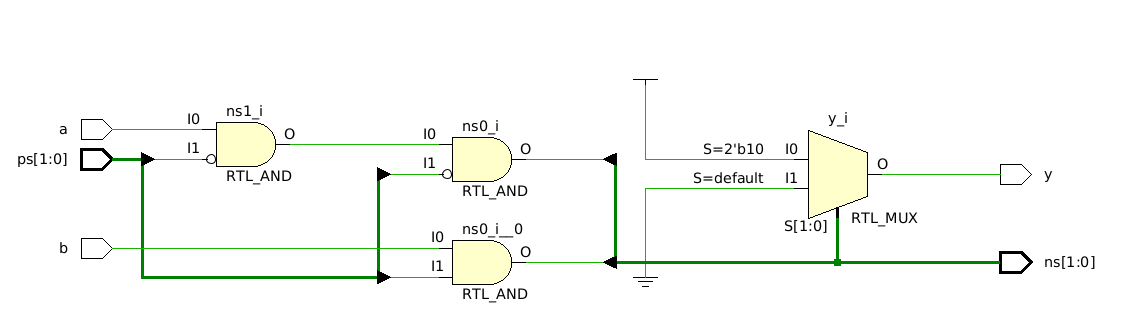 a
ps[1:0]
b
ns1_i
I0
I1
O
RTL_AND
ns0_i
I0
I1
O
RTL_AND
ns0_i__0
I0
I1
O
RTL_AND
y_i
S=2'b10
I0
S=default
I1
O
S[1:0]
RTL_MUX
y
ns[1:0]